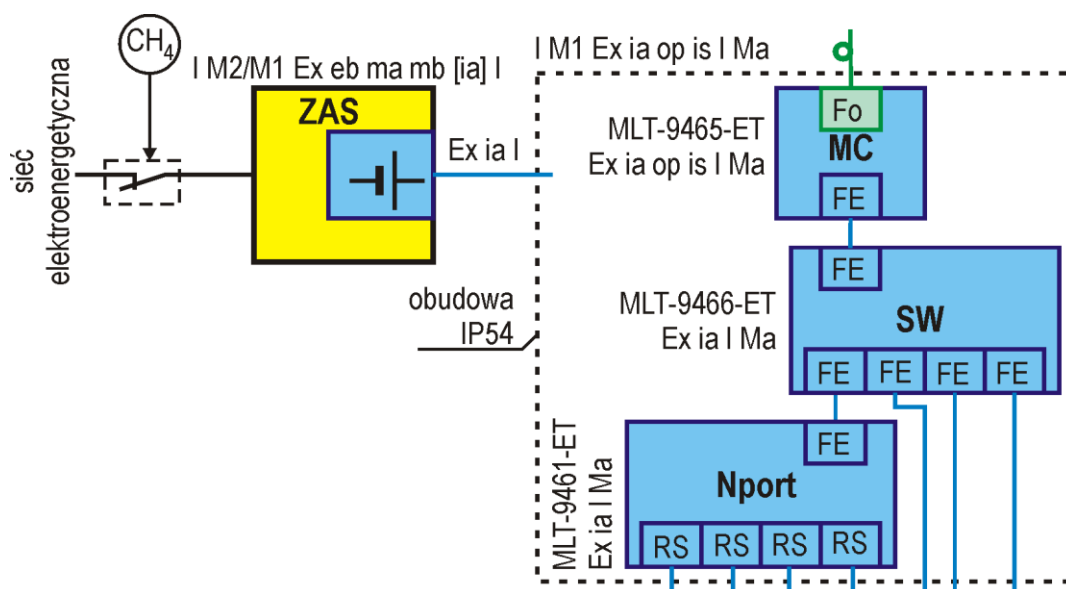 CH4
I M2/M1 Ex eb ma mb [ia] I
ZAS
sieć
elektroenergetyczna
Ex ia I
obudowa
IP54
I M1 Ex ia op is I Ma
MLT-9465-ET
Ex ia op is I Ma
Fo
MC
FE
MLT-9466-ET
Ex ia I Ma
FE
SW
FE FE FE FE
MLT-9461-ET
Ex ia I Ma
FE
Nport
RS RS RS RS